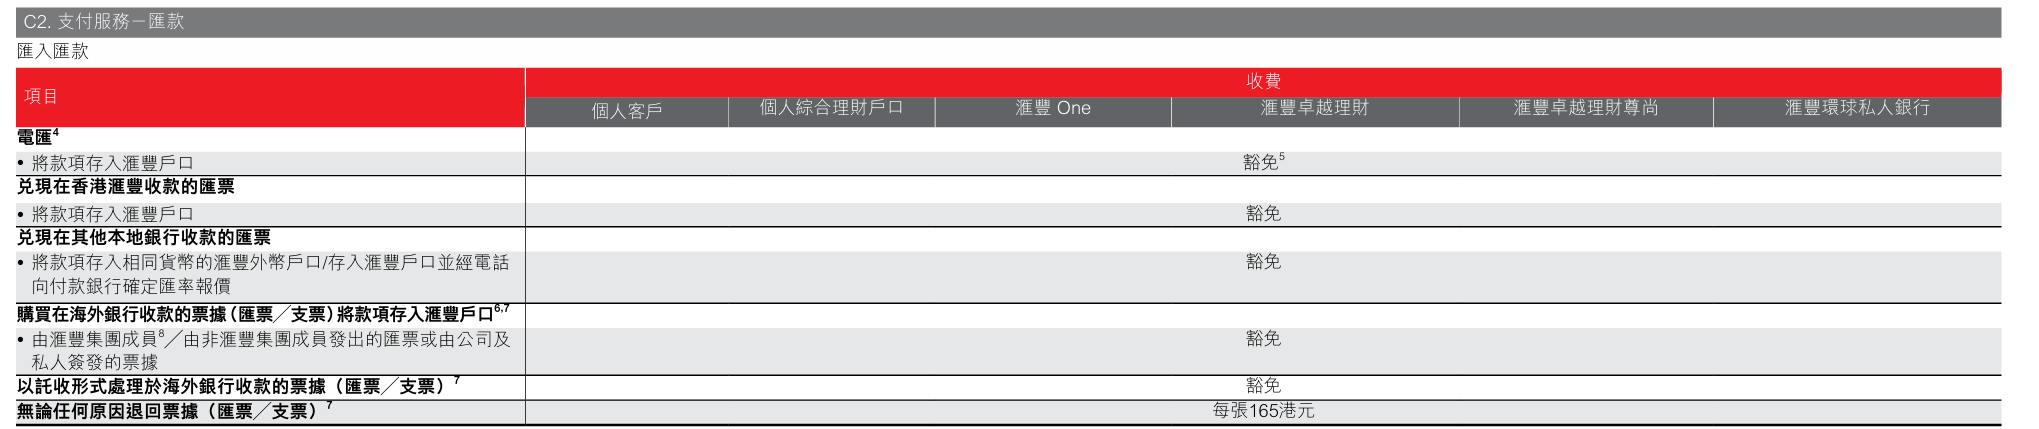 C2. 支付服務－匯款
匯入匯款
項目
收費
個人客戶 個人綜合理財戶口 滙豐 One 滙豐卓越理財 滙豐卓越理財尊尚 滙豐環球私人銀行
電匯4
• 將款項存入滙豐戶口 豁免5
兑現在香港滙豐收款的匯票
• 將款項存入滙豐戶口 豁免
兑現在其他本地銀行收款的匯票
• 將款項存入相同貨幣的滙豐外幣戶口/存入滙豐戶口並經電話 豁免
向付款銀行確定匯率報價
購買在海外銀行收款的票據（匯票／支票）將款項存入滙豐戶口6,7
• 由滙豐集團成員8／由非滙豐集團成員發出的匯票或由公司及 豁免
私人簽發的票據
以託收形式處理於海外銀行收款的票據（匯票／支票）7 豁免
無論任何原因退回票據（匯票／支票）7 每張165港元